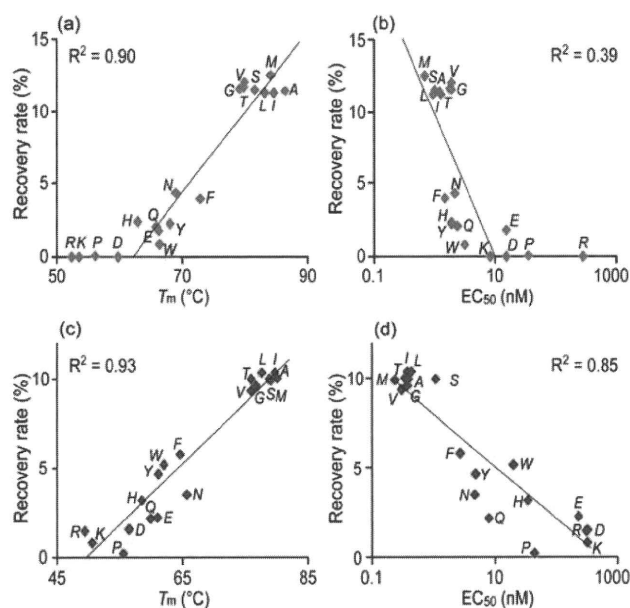 (a)
R² = 0.90
Recovery rate (%)
15
10
5
0
V
S
M
G
T
L
I
A
N
F
H
Q
Y
E
W
R
K
P
D
50
70
90
Tm (°C)
(b)
R² = 0.39
Recovery rate (%)
15
10
5
0
M
S
A
V
L
I
T
G
F
N
H
Y
Q
E
W
K
D
P
R
0.1
10
1000
EC50 (nM)
(c)
R² = 0.93
Recovery rate (%)
15
10
5
0
T
L
I
A
V
G
S
M
F
W
Y
N
H
Q
E
R
K
D
P
45
65
85
Tm (°C)
(d)
R² = 0.85
Recovery rate (%)
15
10
5
0
I
T
L
M
A
S
V
G
F
W
Y
N
H
Q
E
R
D
P
K
0.1
10
1000
EC50 (nM)